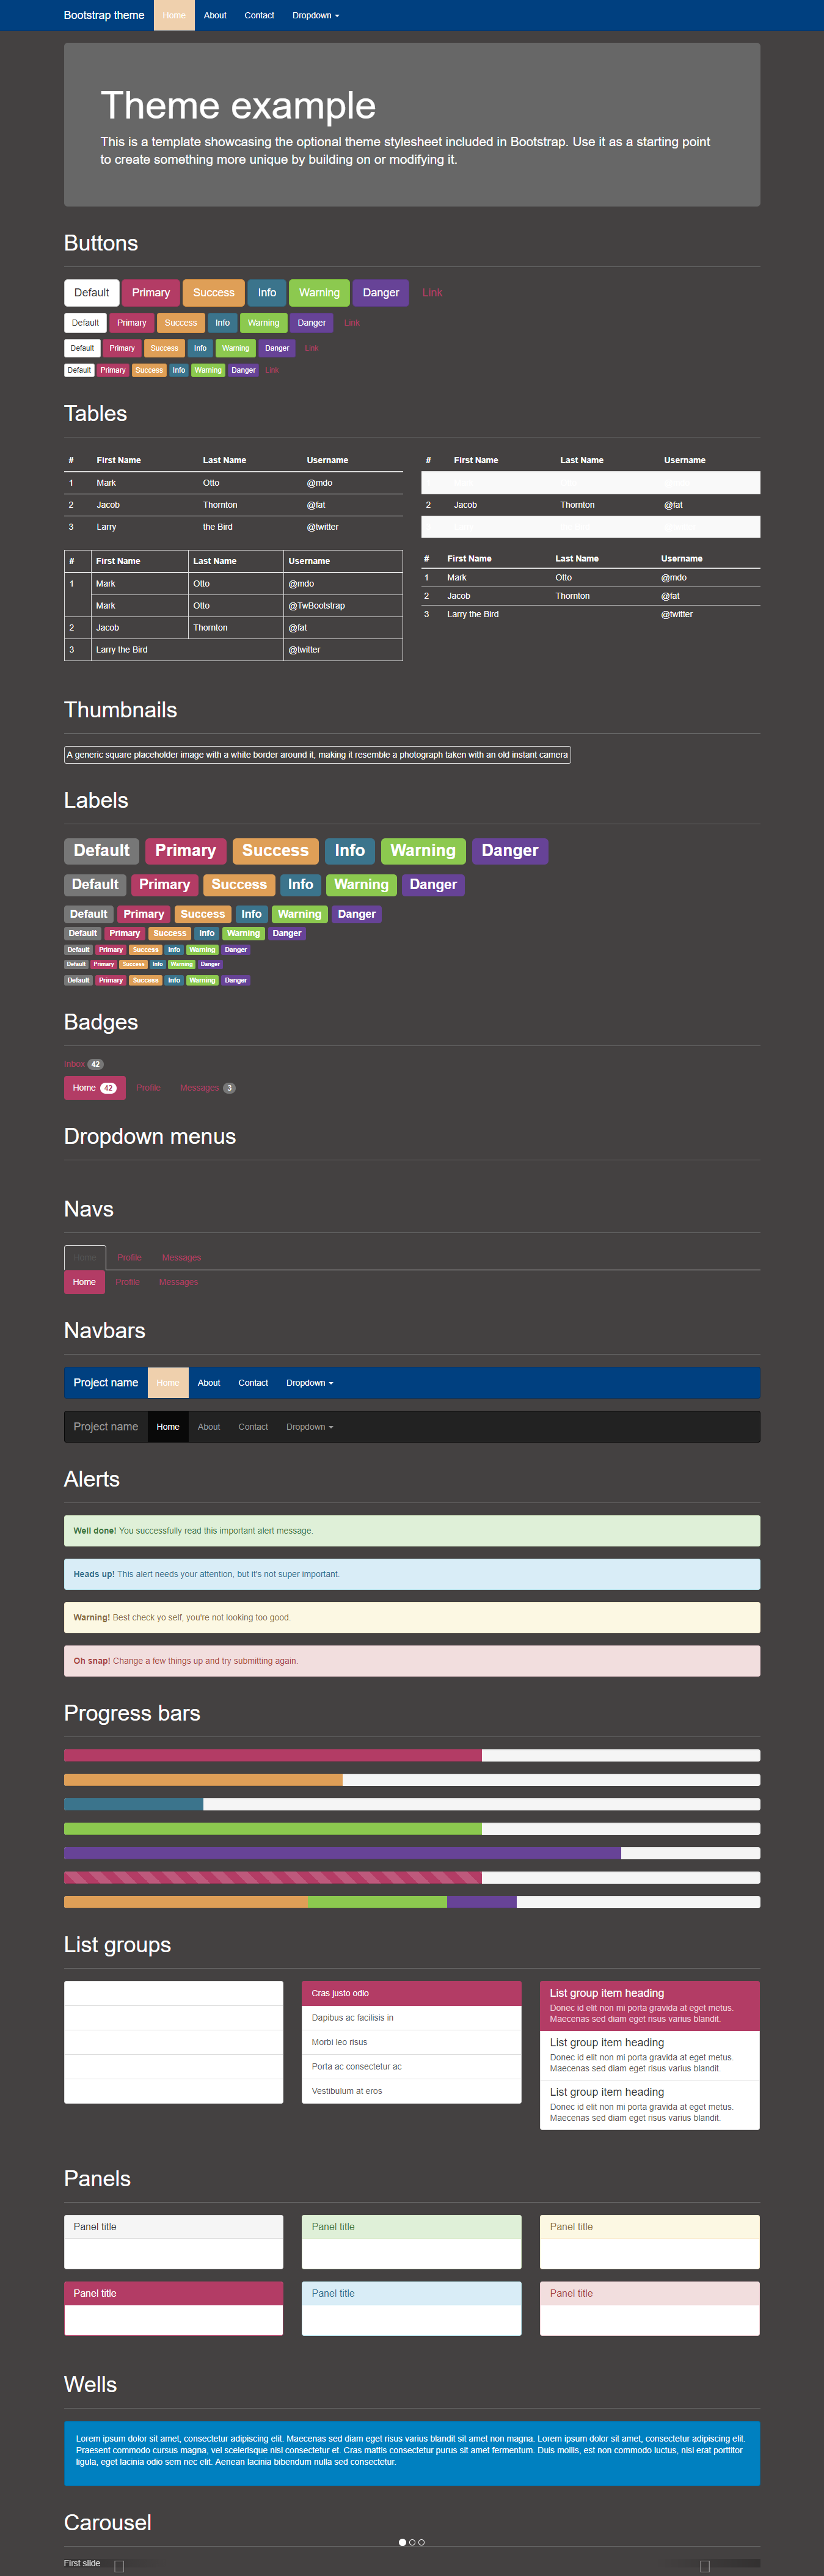 Bootstrap theme Home About Contact Dropdown
Theme example
This is a template showcasing the optional theme stylesheet included in Bootstrap. Use it as a starting point
to create something more unique by building on or modifying it.
Buttons
Default Primary Success Info Warning Danger Link
Default Primary Success Info Warning Danger Link
Default Primary Success Info Warning Danger Link
Default Primary Success Info Warning Danger Link
Tables
# First Name Last Name Username
1 Mark Otto @mdo
2 Jacob Thornton @fat
3 Larry the Bird @twitter
# First Name Last Name Username
2 Jacob Thornton @fat
# First Name Last Name Username
1 Mark Otto @mdo
Mark Otto @TwBootstrap
2 Jacob Thornton @fat
3 Larry the Bird @twitter
# First Name Last Name Username
1 Mark Otto @mdo
2 Jacob Thornton @fat
3 Larry the Bird @twitter
Thumbnails
A generic square placeholder image with a white border around it, making it resemble a photograph taken with an old instant camera
Labels
Default Primary Success Info Warning Danger
Default Primary Success Info Warning Danger
Default Primary Success Info Warning Danger
Default Primary Success Info Warning Danger
Default Primary Success Info Warning Danger
Default Primary Success Info Warning Danger
Default Primary Success Info Warning Danger
Badges
Inbox 42
Home 42 Profile Messages 3
Dropdown menus
Navs
Home Profile Messages
Home Profile Messages
Navbars
Project name Home About Contact Dropdown
Project name Home About Contact Dropdown
Alerts
Well done! You successfully read this important alert message.
Heads up! This alert needs your attention, but it's not super important.
Warning! Best check yo self, you're not looking too good.
Oh snap! Change a few things up and try submitting again.
Progress bars
List groups
Cras justo odio
Dapibus ac facilisis in
Morbi leo risus
Porta ac consectetur ac
Vestibulum at eros
List group item heading
Donec id elit non mi porta gravida at eget metus.
Maecenas sed diam eget risus varius blandit.
List group item heading
Donec id elit non mi porta gravida at eget metus.
Maecenas sed diam eget risus varius blandit.
List group item heading
Donec id elit non mi porta gravida at eget metus.
Maecenas sed diam eget risus varius blandit.
Panels
Panel title
Panel title
Panel title
Panel title
Panel title
Panel title
Wells
Lorem ipsum dolor sit amet, consectetur adipiscing elit. Maecenas sed diam eget risus varius blandit sit amet non magna. Lorem ipsum dolor sit amet, consectetur adipiscing elit.
Praesent commodo cursus magna, vel scelerisque nisl consectetur et. Cras mattis consectetur purus sit amet fermentum. Duis mollis, est non commodo luctus, nisi erat porttitor
ligula, eget lacinia odio sem nec elit. Aenean lacinia bibendum nulla sed consectetur.
Carousel
First slide